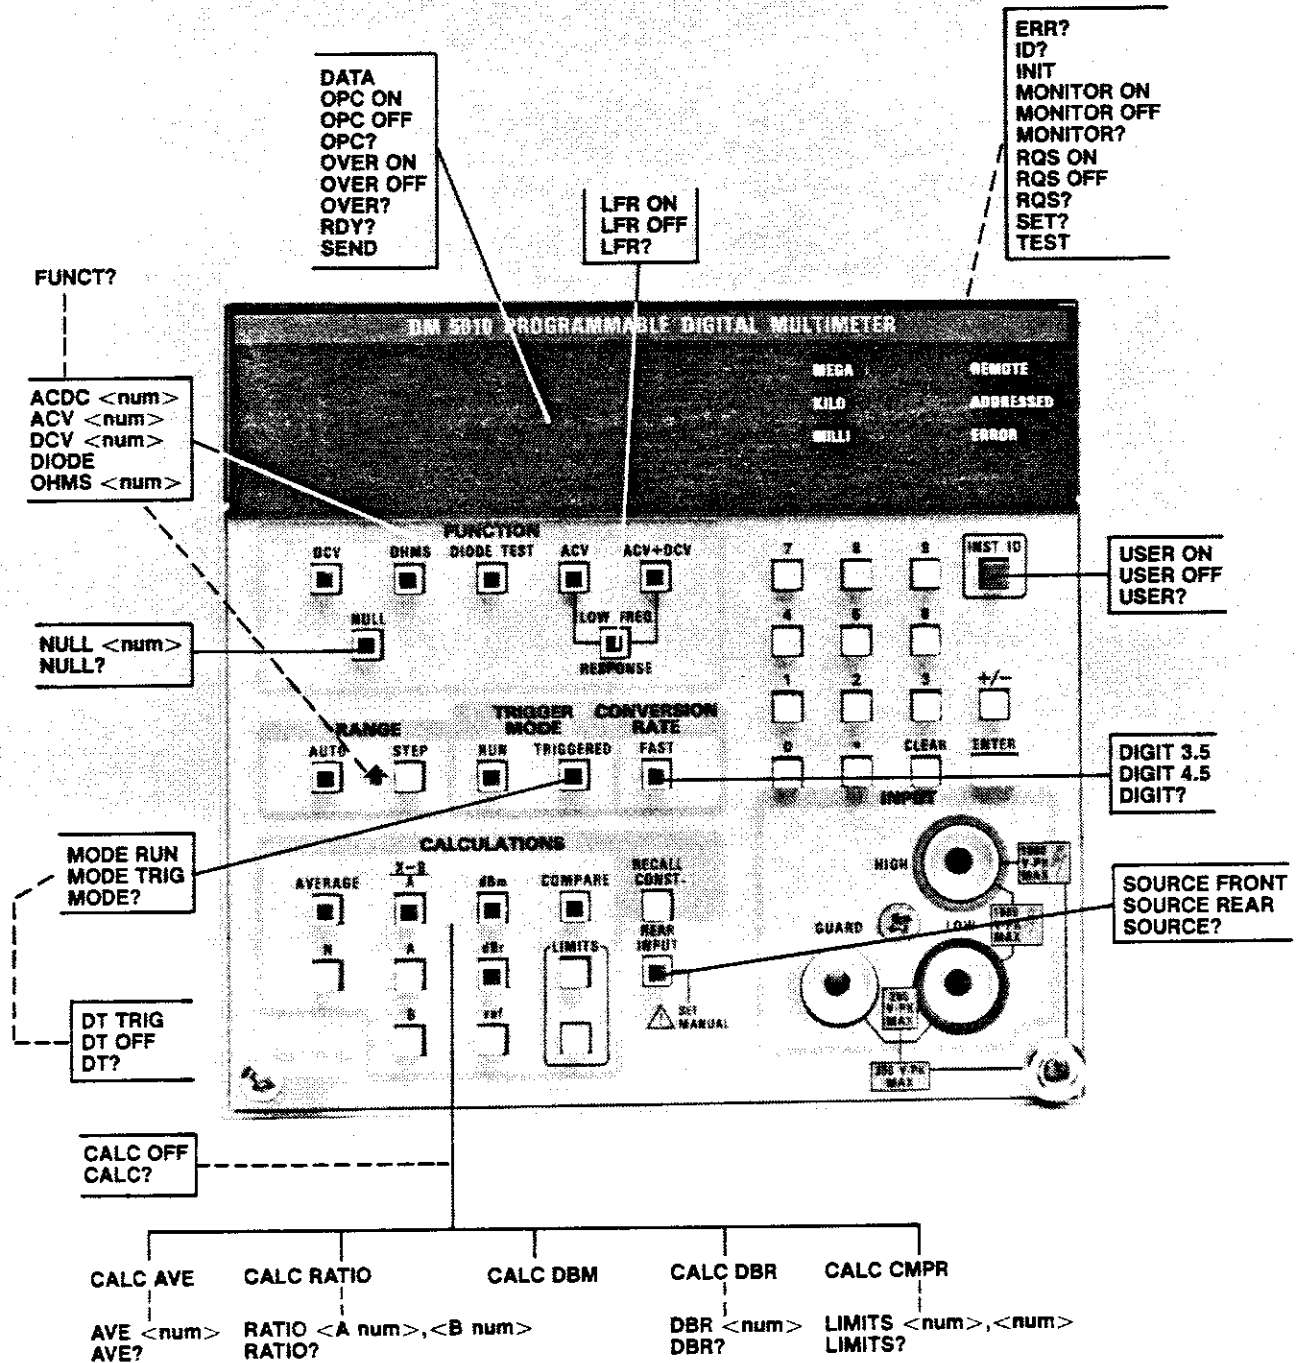 ERR?
ID?
INIT
MONITOR ON
MONITOR OFF
MONITOR?
RQS ON
RQS OFF
RQS?
SET?
TEST
DATA
OPC ON
OPC OFF
OPC?
OVER ON
OVER OFF
OVER?
RDY?
SEND
LFR ON
LFR OFF
LFR?
FUNCT?
ACDC <num>
ACV <num>
DCV <num>
DIODE
OHMS <num>
DM 5010 PROGRAMMABLE DIGITAL MULTIMETER
MEGA
REMOTE
KILO
ADDRESSED
MILLI
ERROR
FUNCTION
DCV
OHMS
DIODE TEST
ACV
ACV+DCV
NULL
LOW FREQ
RESPONSE
7
8
9
INST ID
4
5
6
1
2
3
+/−
0
CLEAR
ENTER
USER ON
USER OFF
USER?
NULL <num>
NULL?
RANGE
AUTO
STEP
TRIGGER
MODE
RUN
TRIGGERED
CONVERSION
RATE
FAST
DIGIT 3.5
DIGIT 4.5
DIGIT?
MODE RUN
MODE TRIG
MODE?
DT TRIG
DT OFF
DT?
CALCULATIONS
AVERAGE
X–B
A
dBm
COMPARE
RECALL
CONST.
N
A
dBr
LIMITS
REAR
INPUT
B
ref
MANUAL
INPUT
HIGH
V-PK
MAX
GUARD
LOW
V-PK
MAX
V-PK
MAX
V-PK
MAX
SOURCE FRONT
SOURCE REAR
SOURCE?
CALC OFF
CALC?
CALC AVE
CALC RATIO
CALC DBM
CALC DBR
CALC CMPR
AVE <num>
AVE?
RATIO <A num>,<B num>
RATIO?
DBR <num>
DBR?
LIMITS <num>,<num>
LIMITS?